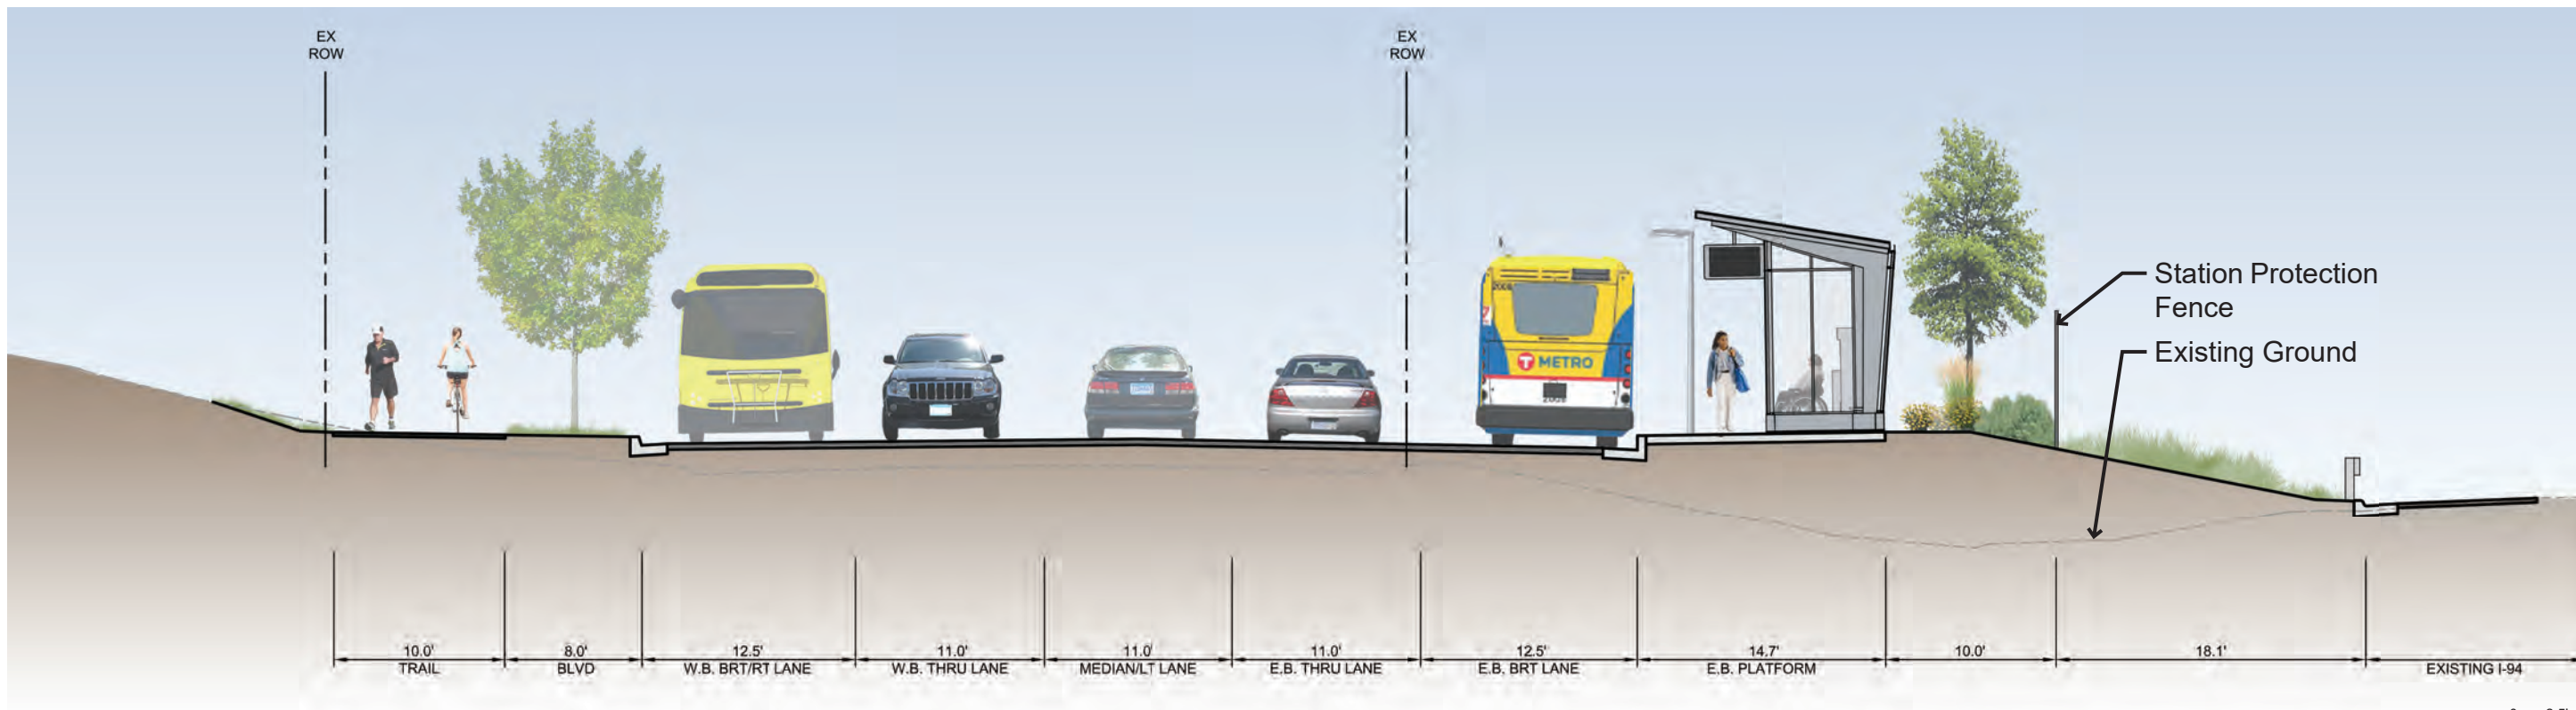 EX
ROW
EX
ROW
Station Protection
Fence
Existing Ground
METRO
10.0'
TRAIL
8.0'
BLVD
12.5'
W.B. BRT/RT LANE
11.0'
W.B. THRU LANE
11.0'
MEDIAN/LT LANE
11.0'
E.B. THRU LANE
12.5'
E.B. BRT LANE
14.7'
E.B. PLATFORM
10.0'
18.1'
EXISTING I-94